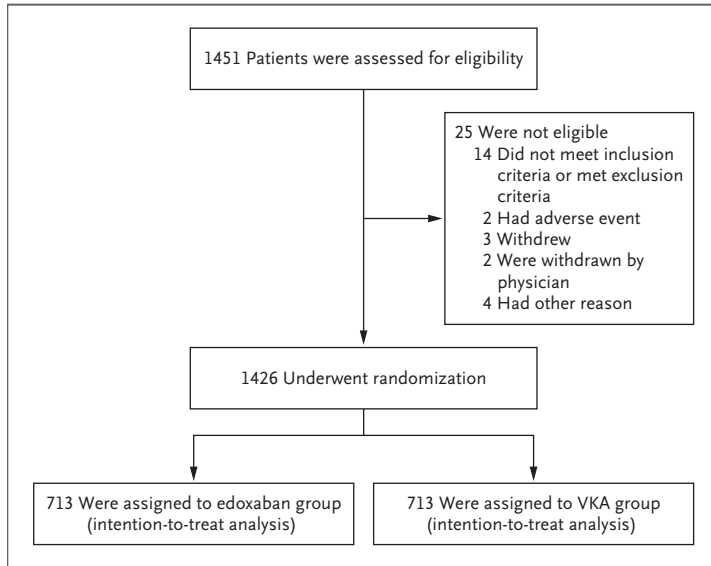 1451 Patients were assessed for eligibility
25 Were not eligible
14 Did not meet inclusion
criteria or met exclusion
criteria
2 Had adverse event
3 Withdrew
2 Were withdrawn by
physician
4 Had other reason
1426 Underwent randomization
713 Were assigned to edoxaban group
(intention-to-treat analysis)
713 Were assigned to VKA group
(intention-to-treat analysis)